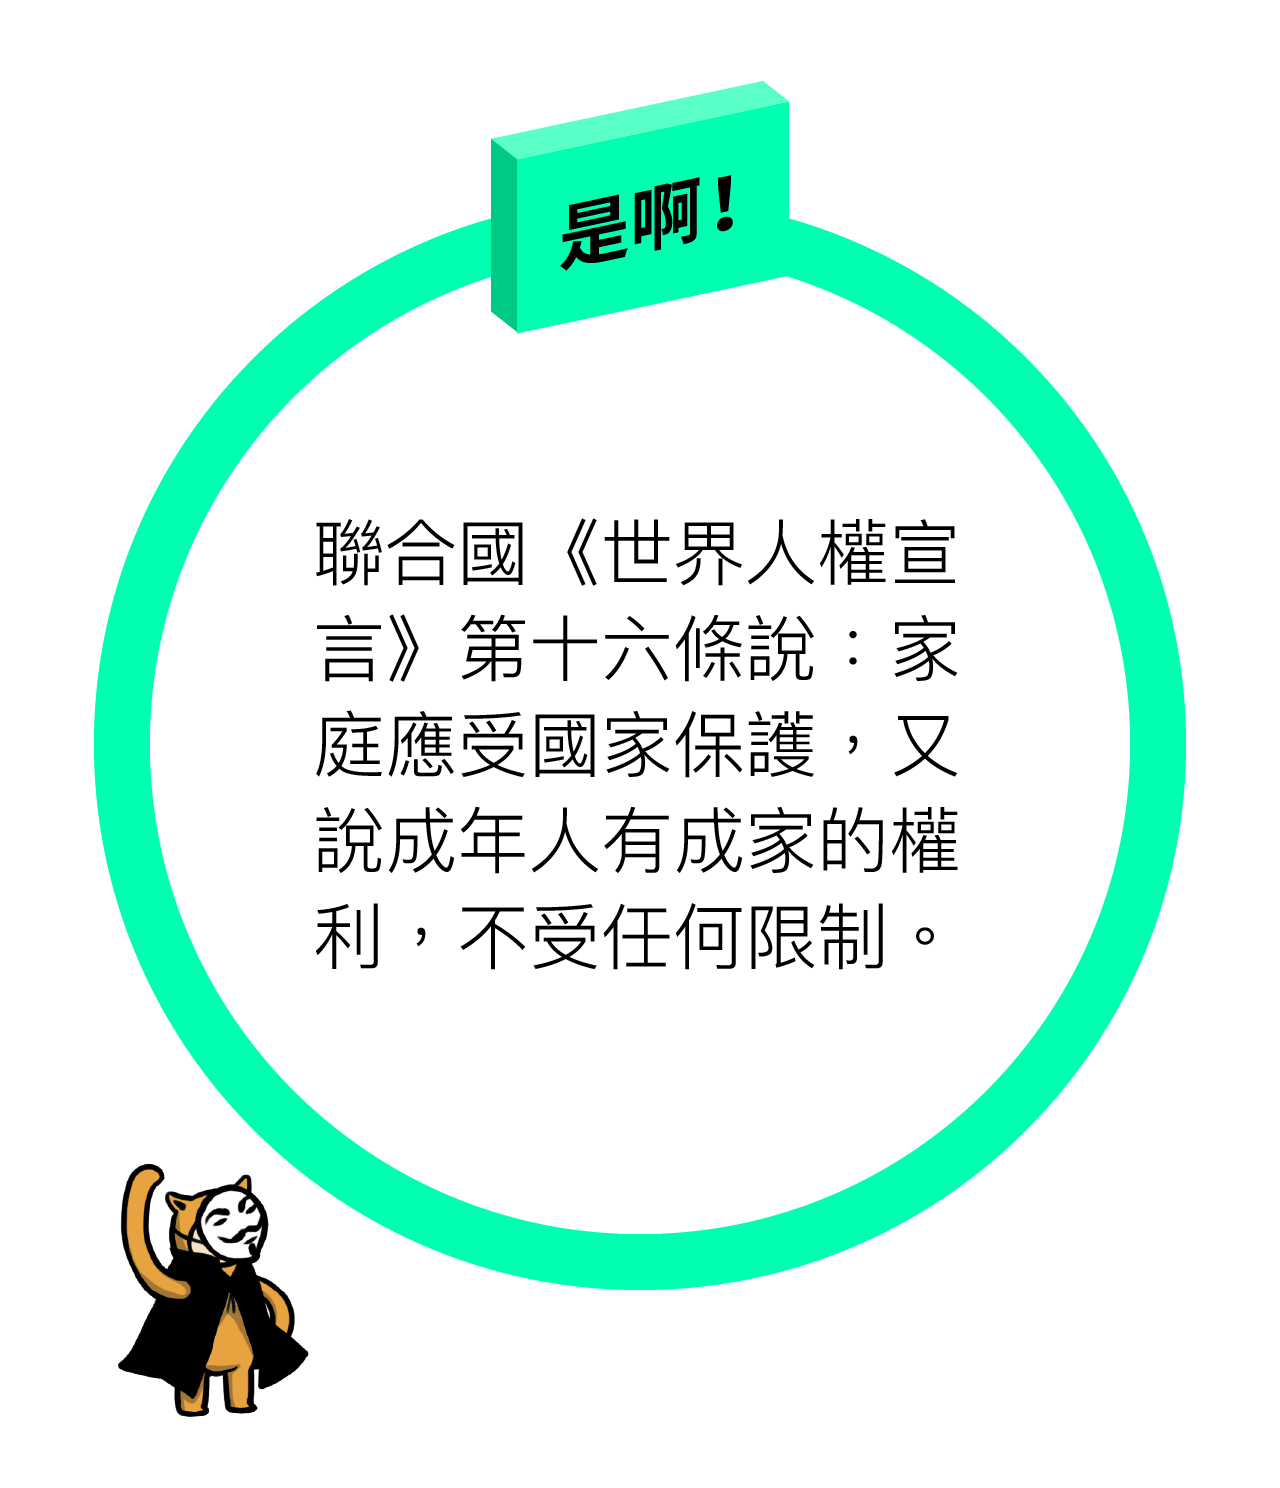 是啊！
聯合國《世界人權宣
言》第十六條說：家
庭應受國家保護，又
說成年人有成家的權
利，不受任何限制。